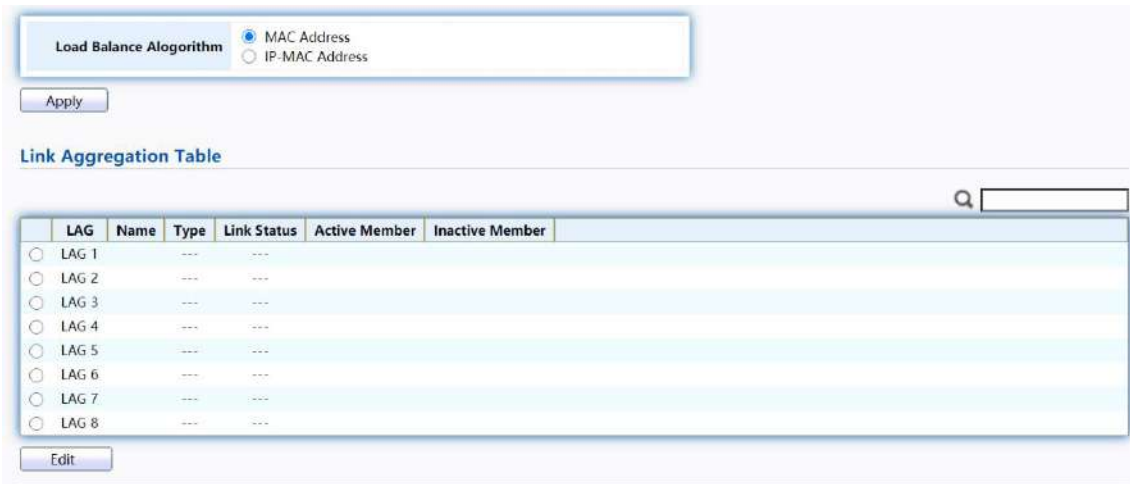 Load Balance Alogorithm
MAC Address
IP-MAC Address
Apply
Link Aggregation Table
LAG Name Type Link Status Active Member Inactive Member
LAG 1 --- ---
LAG 2 --- ---
LAG 3 --- ---
LAG 4 --- ---
LAG 5 --- ---
LAG 6 --- ---
LAG 7 --- ---
LAG 8 --- ---
Edit